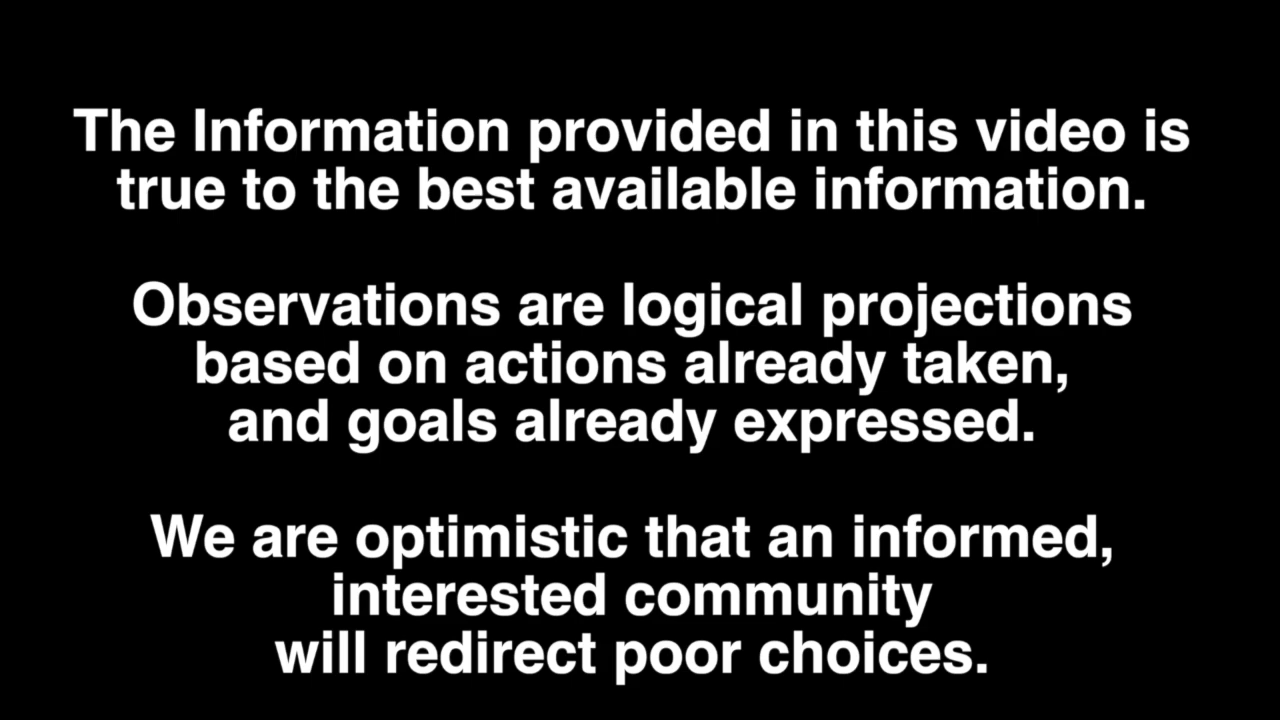 The Information provided in this video is
true to the best available information.
Observations are logical projections
based on actions already taken,
and goals already expressed.
We are optimistic that an informed,
interested community
will redirect poor choices.